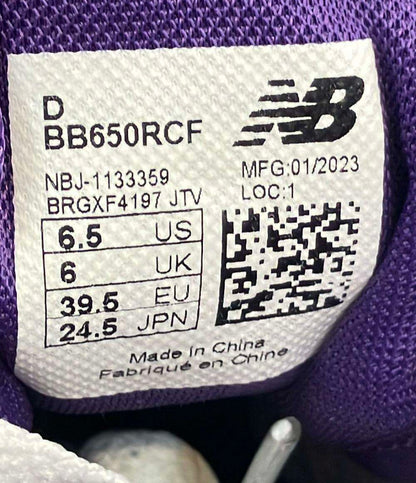 D
NB
BB650RCF
NBJ-1133359
MFG:01/2023
BRGXF4197 JTV
LOC:1
6.5 US
6 UK
39.5 EU
24.5 JPN
Made in China
Fabriqué en Chine